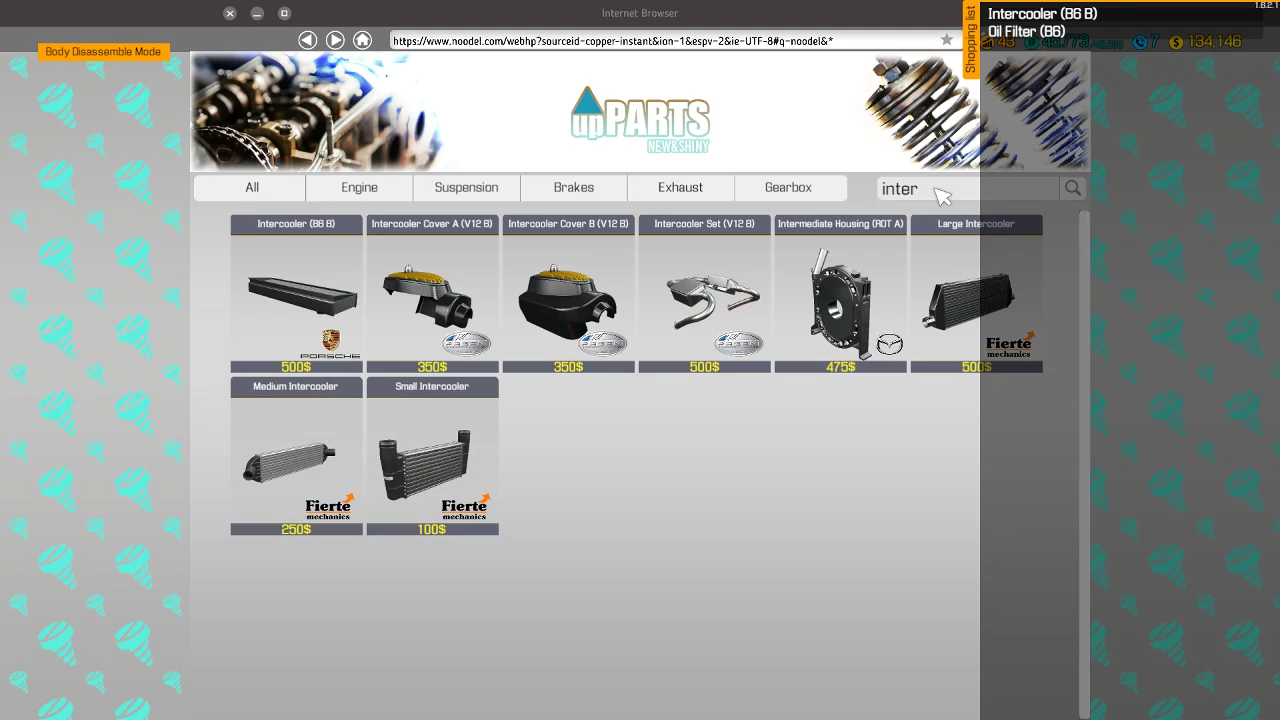 Internet Browser
1.6.2.1
Shopping list
Intercooler (B6 B)
Oil Filter (B6)
Body Disassemble Mode
https://www.noodel.com/webhp?sourceid-copper-instant&ion-1&espv-2&ie-UTF-8#q-noodel&*
7
134,146
upPARTS
NEW&SHINY
All
Engine
Suspension
Brakes
Exhaust
Gearbox
inter
Intercooler (B6 B)
Intercooler Cover A (V12 B)
Intercooler Cover B (V12 B)
Intercooler Set (V12 B)
Intermediate Housing (ROT A)
Large Intercooler
PORSCHE
Fierte
mechanics
500$
350$
350$
500$
475$
500$
Medium Intercooler
Small Intercooler
Fierte
mechanics
Fierte
mechanics
250$
100$